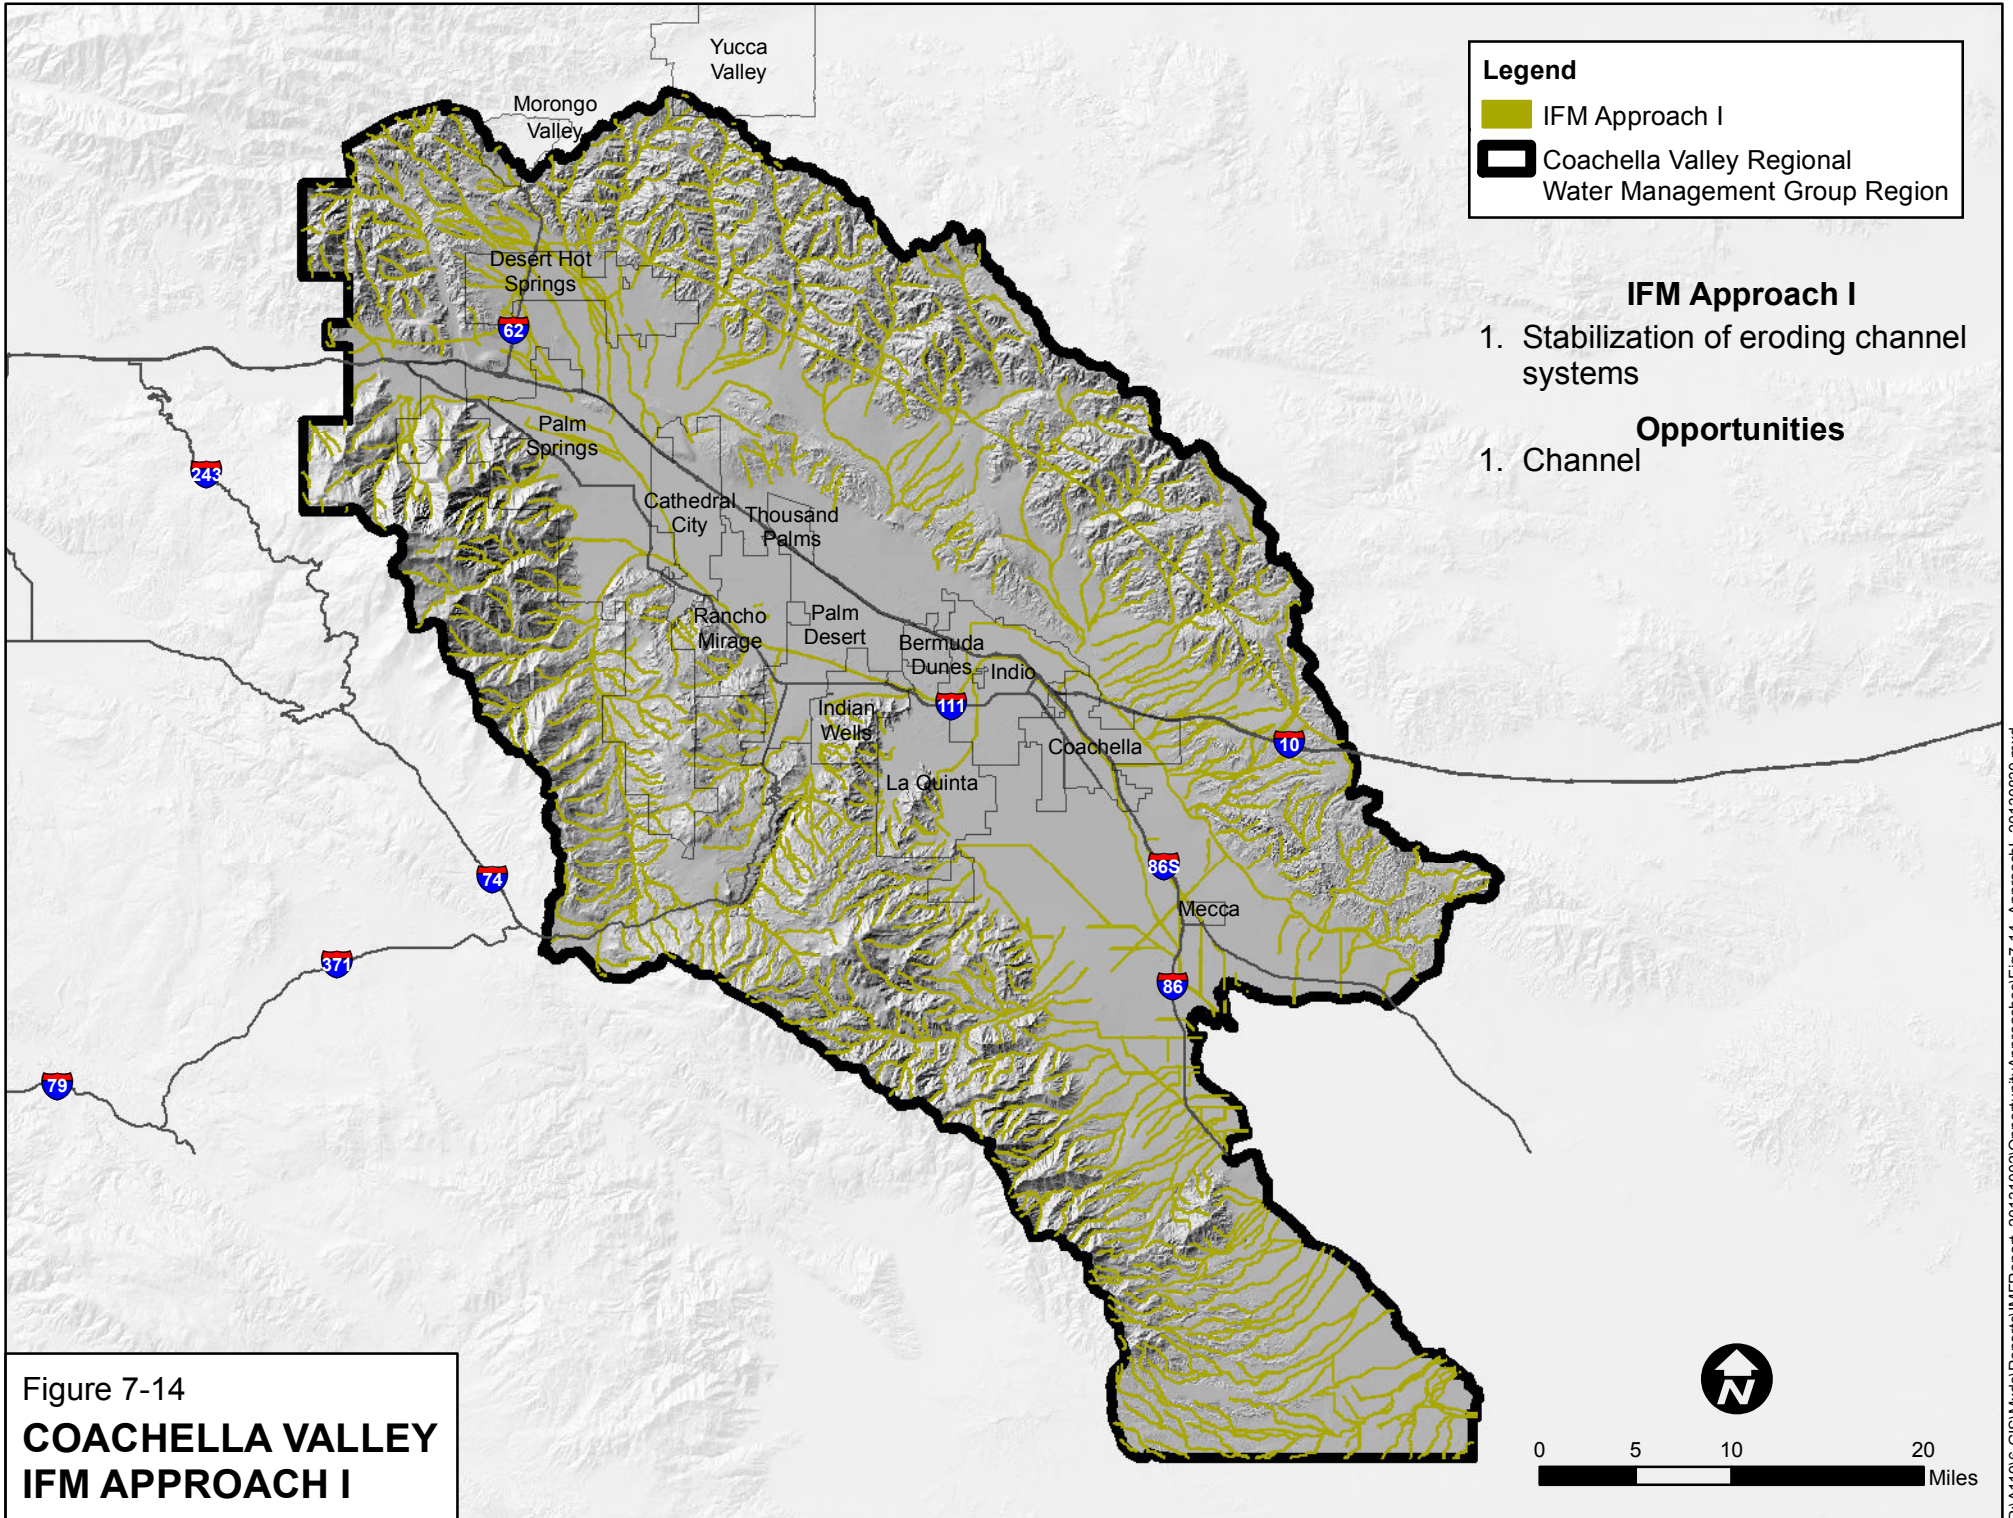 Yucca
Valley
Morongo
Valley
Legend
IFM Approach I
Coachella Valley Regional
Water Management Group Region
IFM Approach I
1. Stabilization of eroding channel
systems
Opportunities
1. Channel
Desert Hot
Springs
62
Palm
Springs
243
Cathedral
City
Thousand
Palms
Rancho
Mirage
Palm
Desert
Bermuda
Dunes
Indio
111
Indian
Wells
Coachella
10
La Quinta
86S
74
Mecca
371
86
79
Figure 7-14
COACHELLA VALLEY
IFM APPROACH I
N
0 5 10 20
Miles